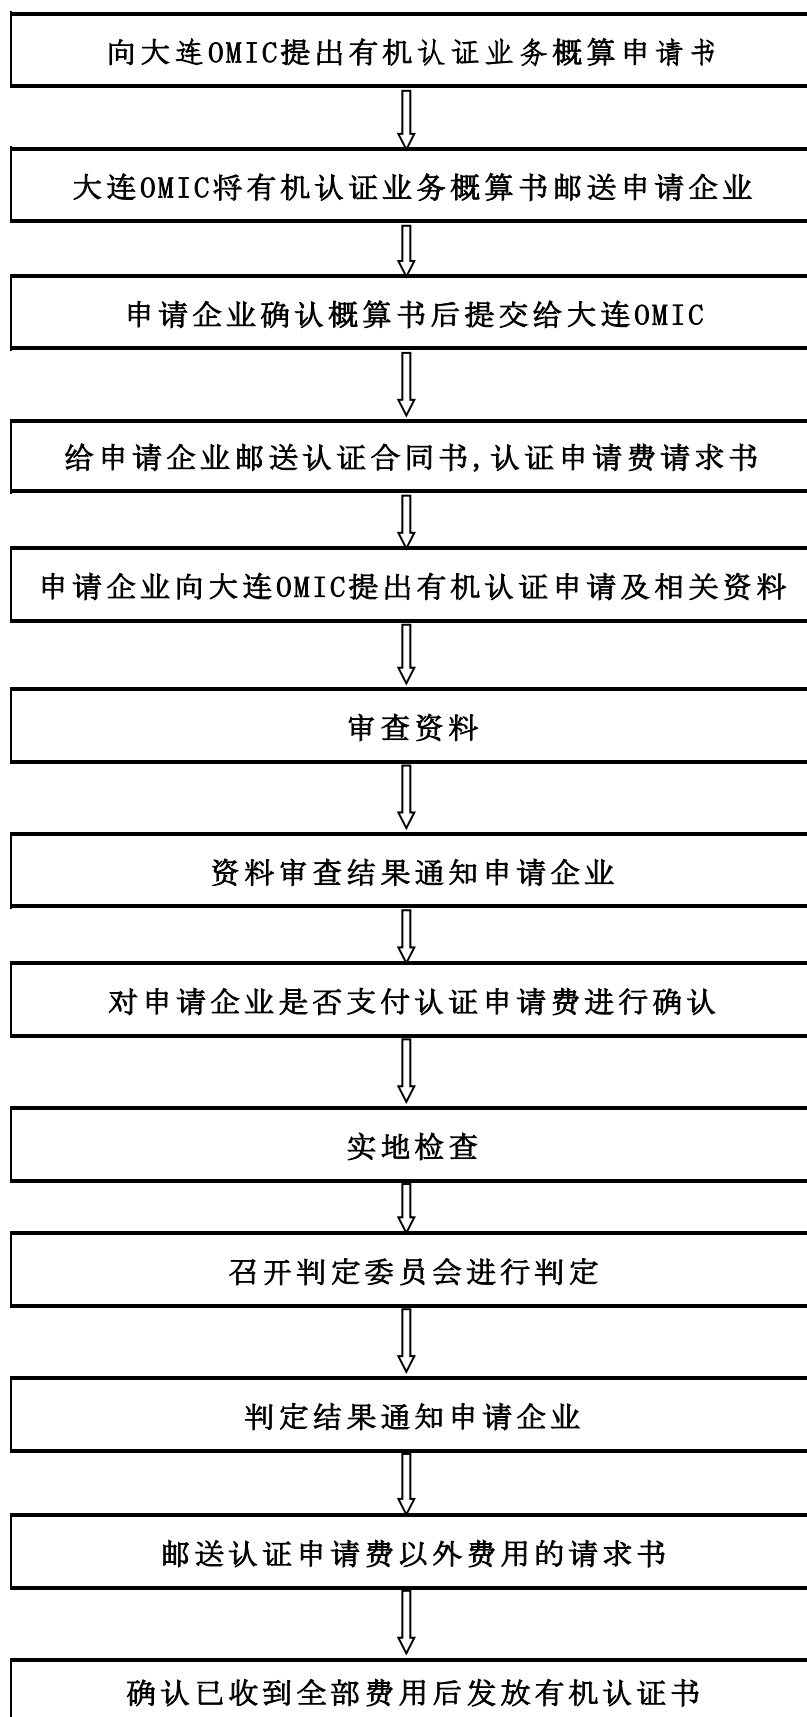 向大连OMIC提出有机认证业务概算申请书
大连OMIC将有机认证业务概算书邮送申请企业
申请企业确认概算书后提交给大连OMIC
给申请企业邮送认证合同书,认证申请费请求书
申请企业向大连OMIC提出有机认证申请及相关资料
审查资料
资料审查结果通知申请企业
对申请企业是否支付认证申请费进行确认
实地检查
召开判定委员会进行判定
判定结果通知申请企业
邮送认证申请费以外费用的请求书
确认已收到全部费用后发放有机认证书